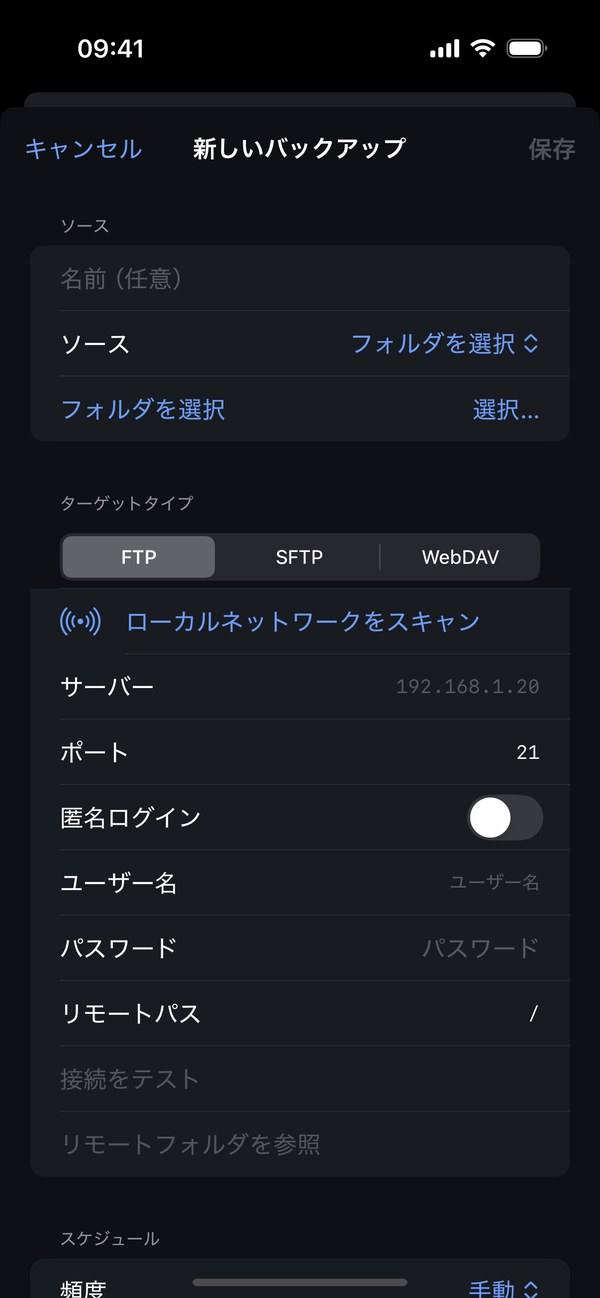 09:41
キャンセル 新しいバックアップ 保存
ソース
名前（任意）
ソース フォルダを選択
フォルダを選択 選択...
ターゲットタイプ
FTP SFTP WebDAV
ローカルネットワークをスキャン
サーバー 192.168.1.20
ポート 21
匿名ログイン
ユーザー名 ユーザー名
パスワード パスワード
リモートパス /
接続をテスト
リモートフォルダを参照
スケジュール
頻度 手動